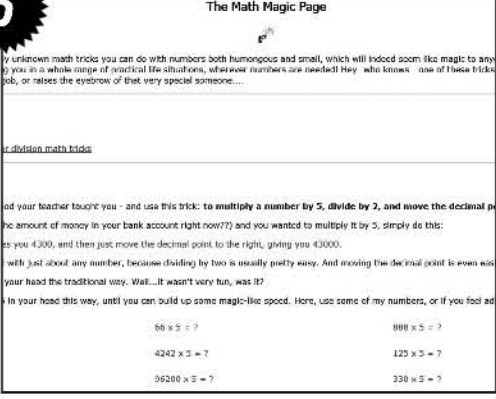 The Math Magic Page
y unknown math tricks you can do with numbers both humongous and small, which will indeed seem like magic to any
g you in a whole range of practical life situations, wherever numbers are needed! Hey who knows one of these tricks
job, or raises the eyebrow of that very special someone....
r division math tricks
od your teacher taught you - and use this trick: to multiply a number by 5, divide by 2, and move the decimal p
he amount of money in your bank account right now??) and you wanted to multiply it by 5, simply do this:
es you 4300, and then just move the decimal point to the right, giving you 43000.
with just about any number, because dividing by two is usually pretty easy. And moving the decimal point is even eas
your head the traditional way. Well...it wasn't very fun, was it?
in your head this way, until you can build up some magic-like speed. Here, use some of my numbers, or if you feel ad
66 x 5 = ? 888 x 5 = ?
4242 x 5 = ? 125 x 5 = ?
96200 x 5 = ? 330 x 5 = ?